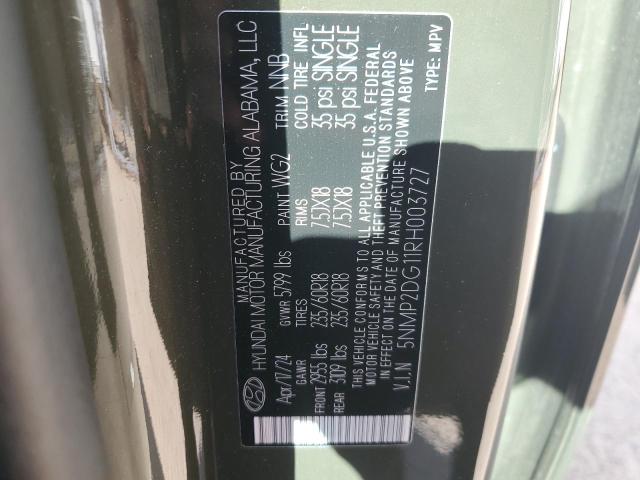 MANUFACTURED BY
HYUNDAI MOTOR MANUFACTURING ALABAMA, LLC
Apr/17/24 GVWR 5799 lbs PAINT WG2 TRIM NNB
GAWR TIRES RIMS COLD TIRE INFL
FRONT 2955 lbs 235/60R18 7.5JX18 35 psi SINGLE
REAR 3109 lbs 235/60R18 7.5JX18 35 psi SINGLE
THIS VEHICLE CONFORMS TO ALL APPLICABLE U.S.A. FEDERAL
MOTOR VEHICLE SAFETY, BUMPER, AND
THEFT PREVENTION STANDARDS IN EFFECT
ON THE DATE OF MANUFACTURE SHOWN ABOVE
V.I.N 5NMP2DG11RH003727 TYPE: MPV